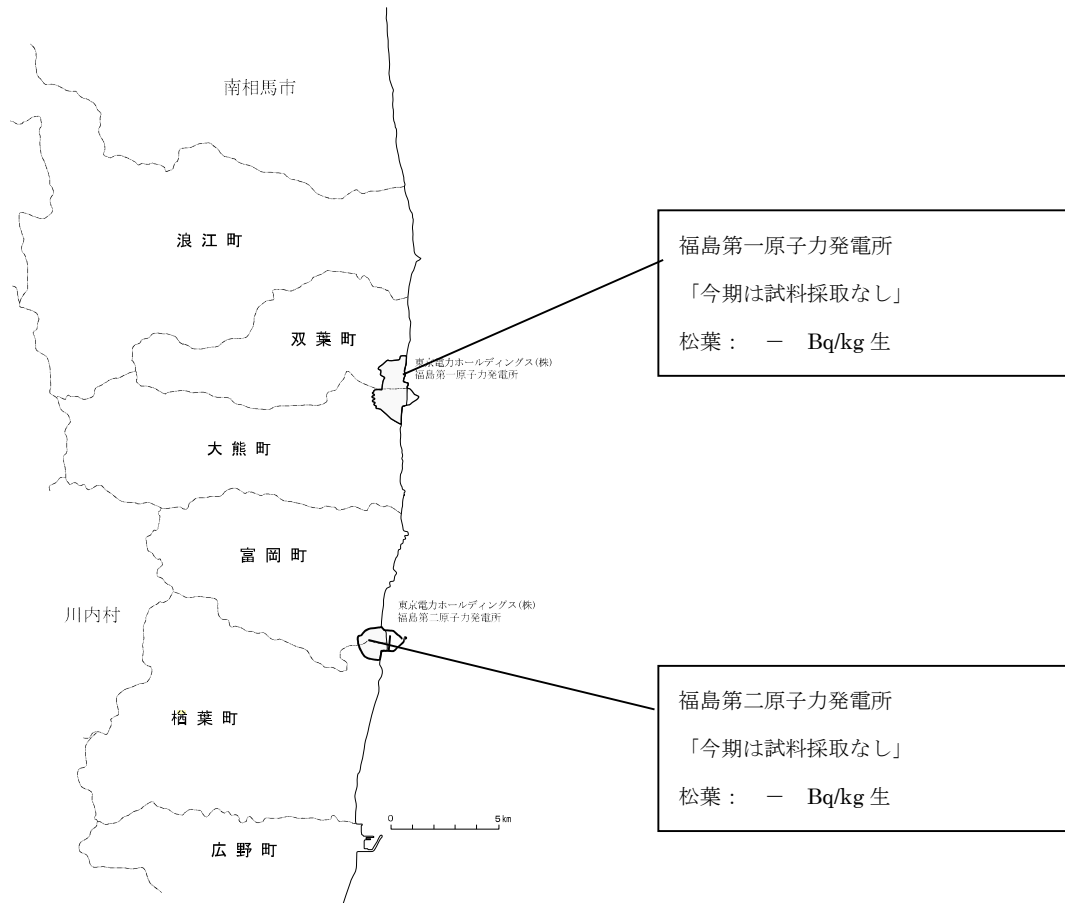 南相馬市
浪江町
福島第一原子力発電所
「今期は試料採取なし」
松葉： － Bq/kg 生
双葉町
東京電力ホールディングス(株)
福島第一原子力発電所
大熊町
富岡町
川内村
東京電力ホールディングス(株)
福島第二原子力発電所
福島第二原子力発電所
「今期は試料採取なし」
松葉： － Bq/kg 生
楢葉町
0 5km
広野町